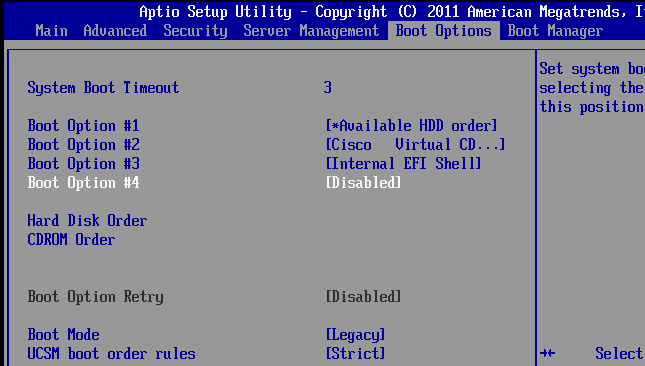 Aptio Setup Utility - Copyright (C) 2011 American Megatrends, I
Main Advanced Security Server Management Boot Options Boot Manager
System Boot Timeout 3
Boot Option #1 [*Available HDD order]
Boot Option #2 [Cisco Virtual CD...]
Boot Option #3 [Internal EFI Shell]
Boot Option #4 [Disabled]
Hard Disk Order
CDROM Order
Boot Option Retry [Disabled]
Boot Mode [Legacy]
UCSM boot order rules [Strict]
Set system bo
selecting the
this position
→← Select